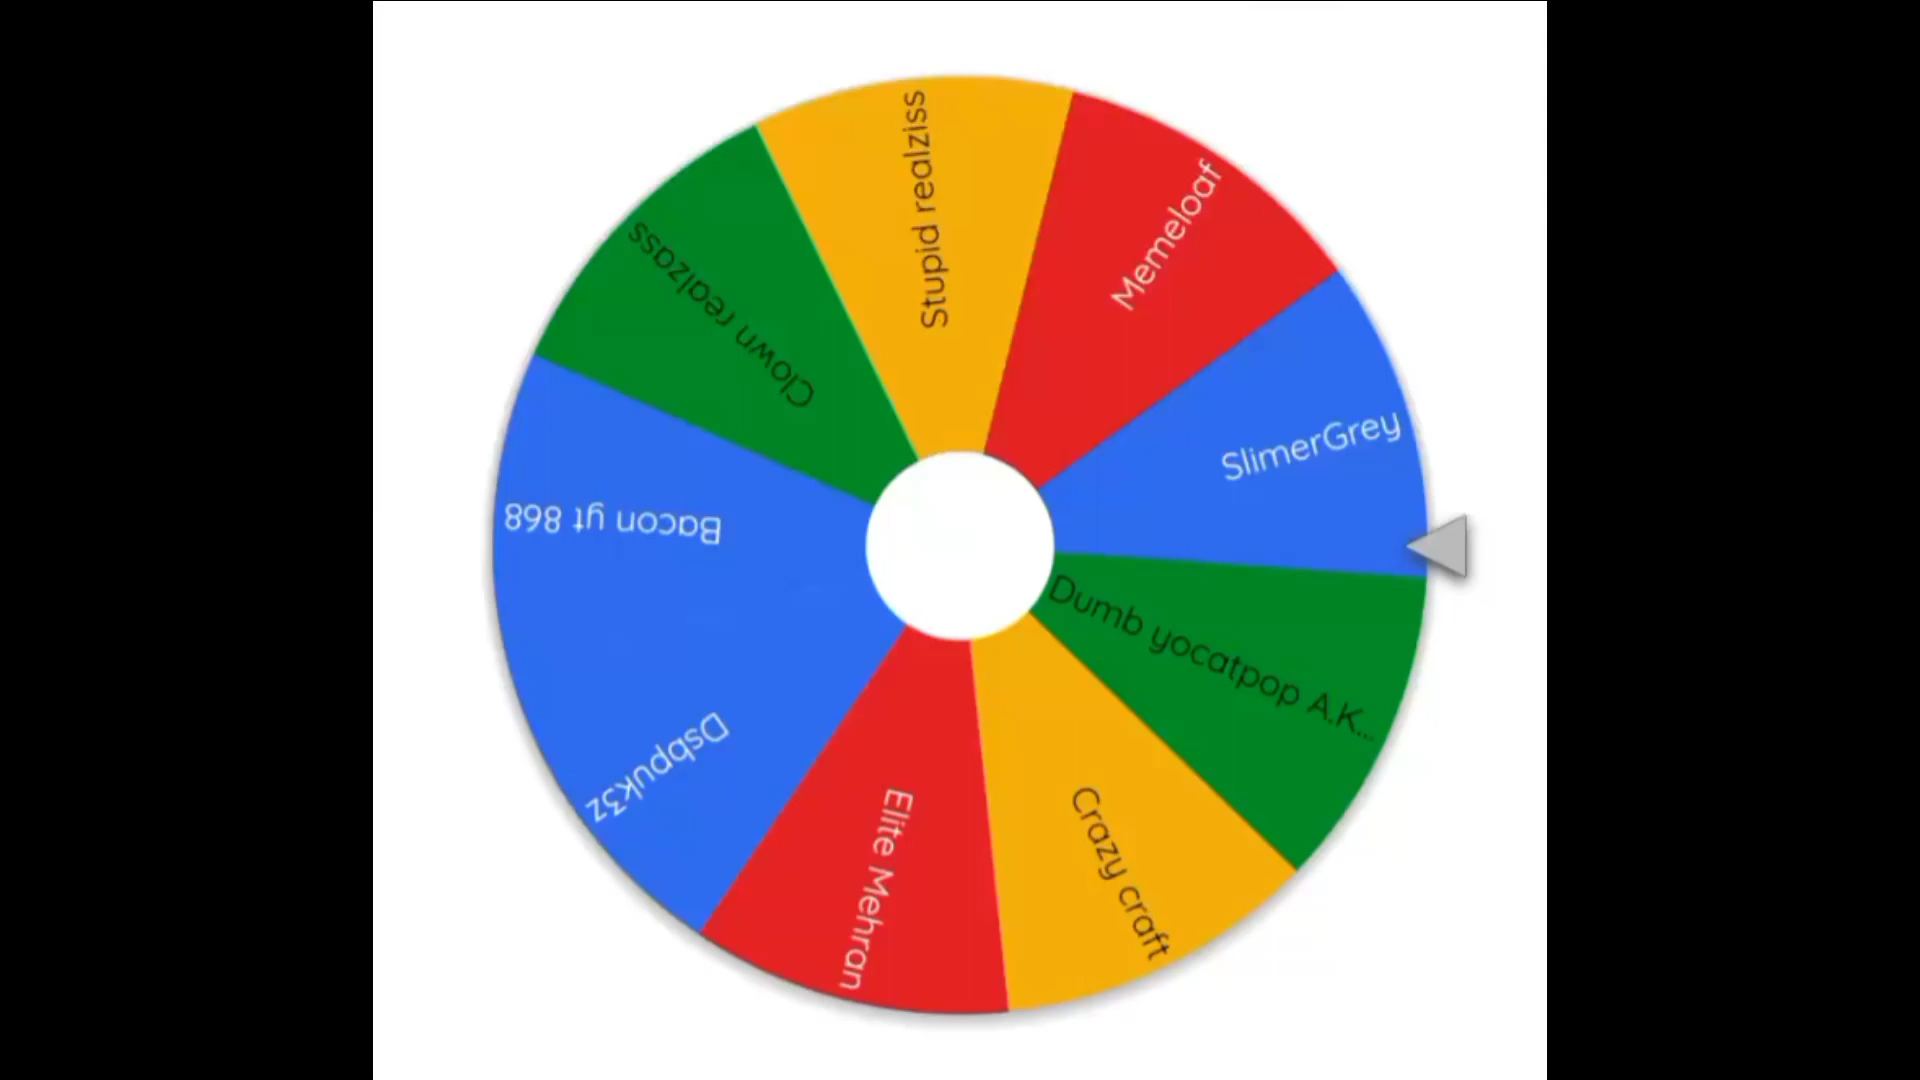 Stupid realziss
Memeloaf
SlimerGrey
Dumb yocatpop A.K...
Crazy craft
Elite Mehran
Dsbpuk3z
Bacon yt 868
Clown realzass